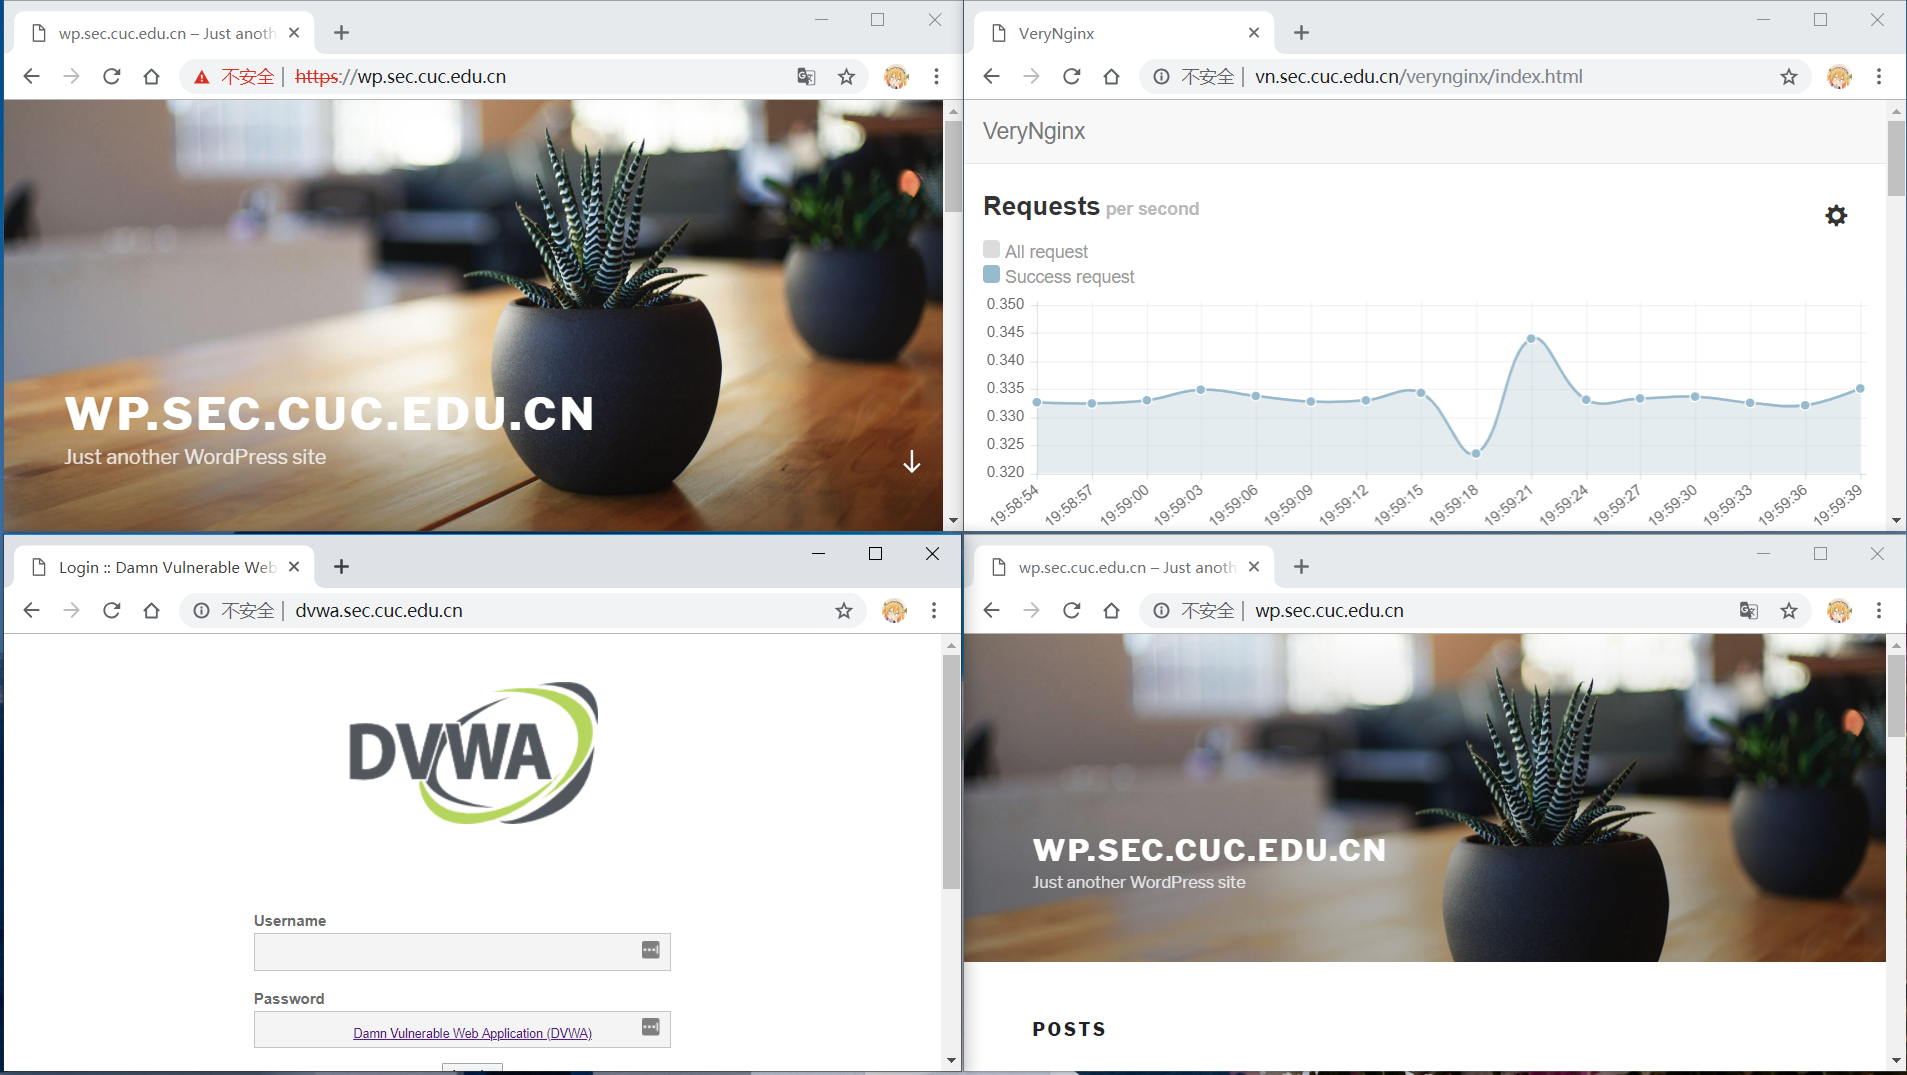 wp.sec.cuc.edu.cn – Just anoth
不安全 https://wp.sec.cuc.edu.cn
WP.SEC.CUC.EDU.CN
Just another WordPress site
VeryNginx
不安全 vn.sec.cuc.edu.cn/verynginx/index.html
VeryNginx
Requests per second
All request
Success request
0.350
0.345
0.340
0.335
0.330
0.325
0.320
19:58:54 19:58:57 19:59:00 19:59:03 19:59:06 19:59:09 19:59:12 19:59:15 19:59:18 19:59:21 19:59:24 19:59:27 19:59:30 19:59:33 19:59:36 19:59:39
Login :: Damn Vulnerable Web
不安全 dvwa.sec.cuc.edu.cn
DVWA
Username
Password
Damn Vulnerable Web Application (DVWA)
wp.sec.cuc.edu.cn – Just anoth
不安全 wp.sec.cuc.edu.cn
WP.SEC.CUC.EDU.CN
Just another WordPress site
POSTS